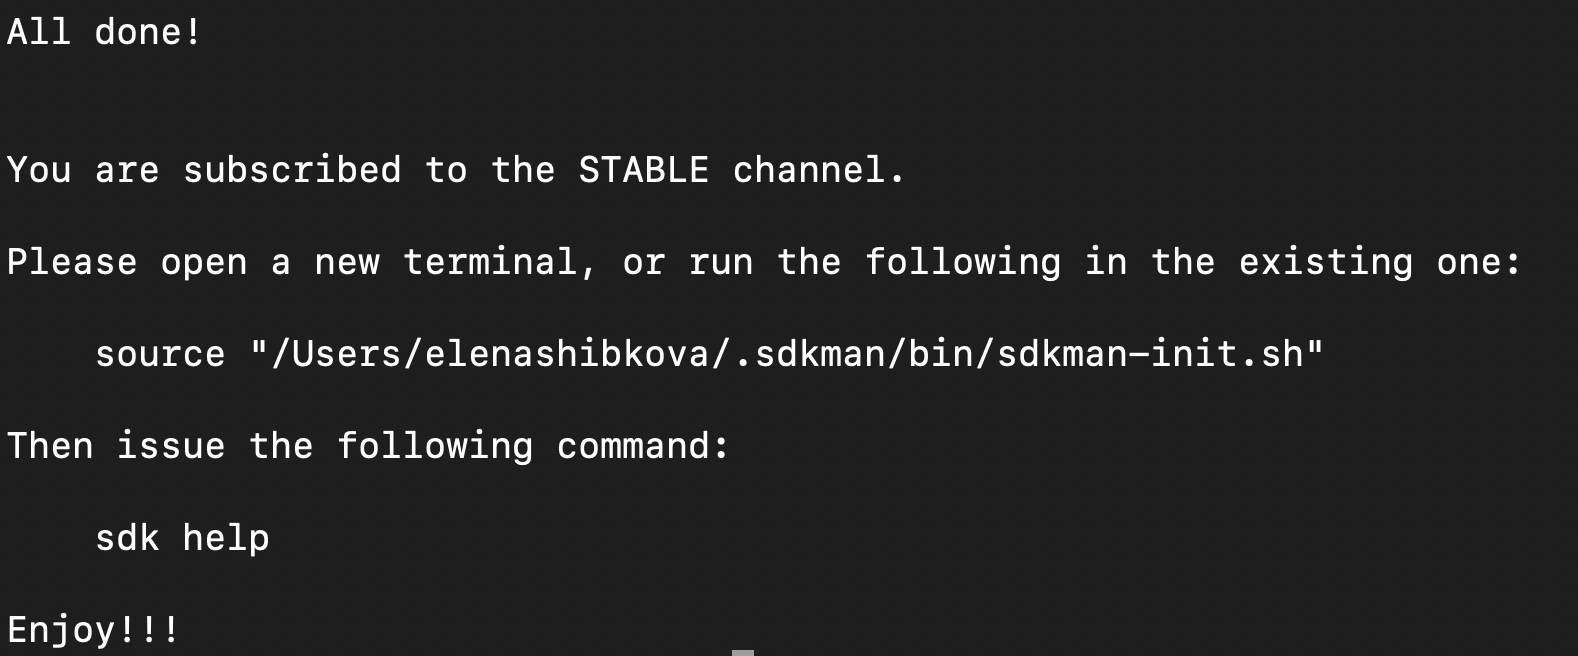 All done!
You are subscribed to the STABLE channel.
Please open a new terminal, or run the following in the existing one:
source "/Users/elenashibkova/.sdkman/bin/sdkman-init.sh"
Then issue the following command:
sdk help
Enjoy!!!